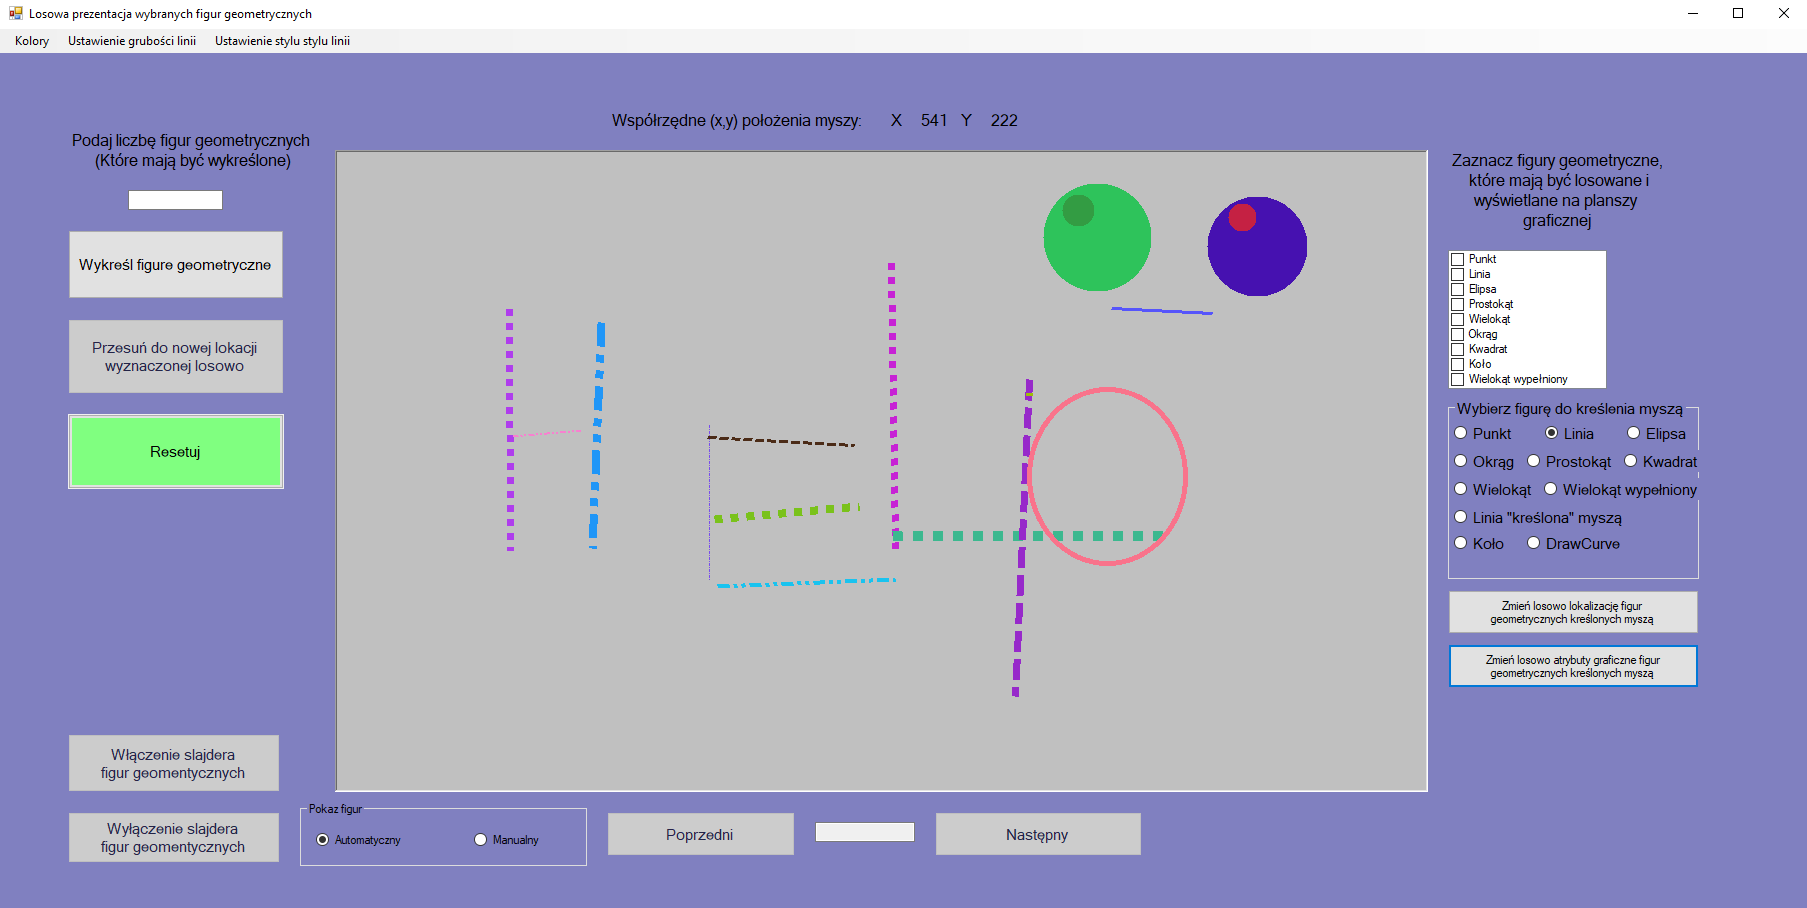 Losowa prezentacja wybranych figur geometrycznych
Kolory Ustawienie grubości linii Ustawienie stylu stylu linii
Współrzędne (x,y) położenia myszy: X 541 Y 222
Podaj liczbę figur geometrycznych
(Które mają być wykreślone)
Wykreśl figure geometryczne
Przesuń do nowej lokacji
wyznaczonej losowo
Resetuj
Włączenie slajdera
figur geomentycznych
Wyłączenie slajdera
figur geomentycznych
Pokaz figur
Automatyczny Manualny
Poprzedni
Następny
Zaznacz figury geometryczne,
które mają być losowane i
wyświetlane na planszy
graficznej
Punkt
Linia
Elipsa
Prostokąt
Wielokąt
Okrąg
Kwadrat
Koło
Wielokąt wypełniony
Wybierz figurę do kreślenia myszą
Punkt Linia Elipsa
Okrąg Prostokąt Kwadrat
Wielokąt Wielokąt wypełniony
Linia "kreślona" myszą
Koło DrawCurve
Zmień losowo lokalizację figur
geometrycznych kreślonych myszą
Zmień losowo atrybuty graficzne figur
geometrycznych kreślonych myszą